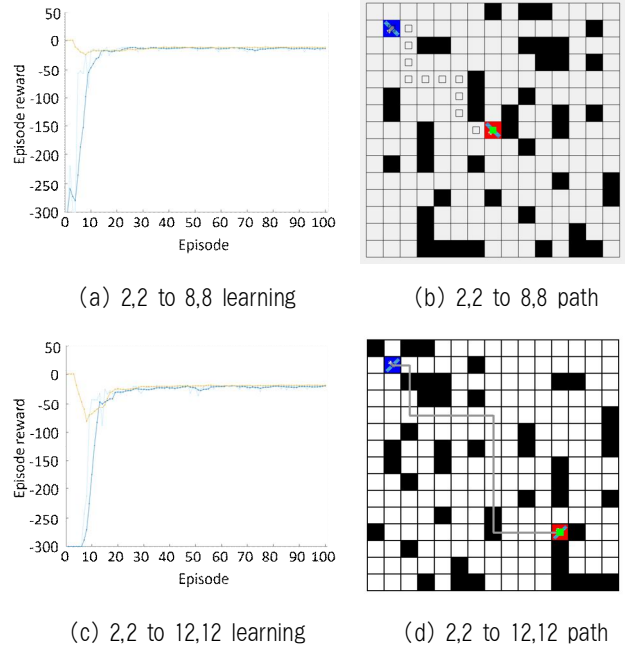 50
0
-50
-100
-150
-200
-250
-300
0 10 20 30 40 50 60 70 80 90 100
Episode reward
Episode
(a) 2,2 to 8,8 learning
(b) 2,2 to 8,8 path
50
0
-50
-100
-150
-200
-250
-300
0 10 20 30 40 50 60 70 80 90 100
Episode reward
Episode
(c) 2,2 to 12,12 learning
(d) 2,2 to 12,12 path